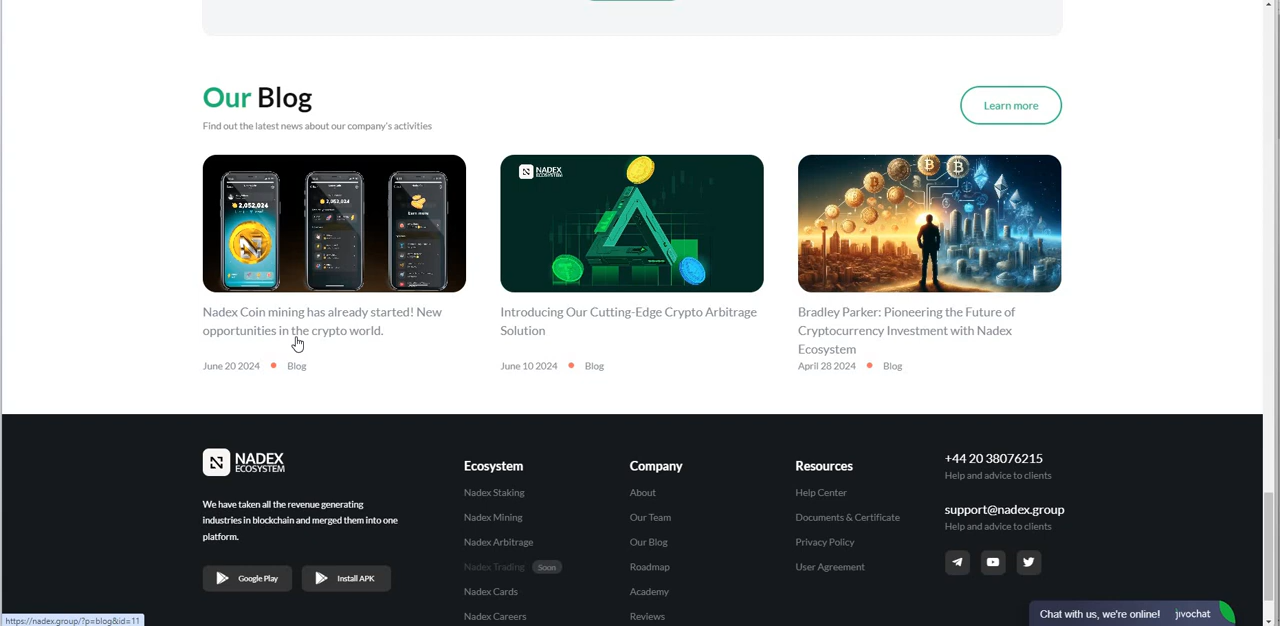 Our Blog
Learn more
Find out the latest news about our company's activities
2,052,024
2,052,024
Earn more
NADEX
ECOSYSTEM
Nadex Coin mining has already started! New
opportunities in the crypto world.
June 20 2024 • Blog
Introducing Our Cutting-Edge Crypto Arbitrage
Solution
June 10 2024 • Blog
Bradley Parker: Pioneering the Future of
Cryptocurrency Investment with Nadex
Ecosystem
April 28 2024 • Blog
NADEX
ECOSYSTEM
We have taken all the revenue generating
industries in blockchain and merged them into one
platform.
Google Play
Install APK
Ecosystem
Nadex Staking
Nadex Mining
Nadex Arbitrage
Nadex Trading Soon
Nadex Cards
Nadex Careers
Company
About
Our Team
Our Blog
Roadmap
Academy
Reviews
Resources
Help Center
Documents & Certificate
Privacy Policy
User Agreement
+44 20 38076215
Help and advice to clients
support@nadex.group
Help and advice to clients
Chat with us, we're online! jivochat
https://nadex.group/?p=blog&id=11